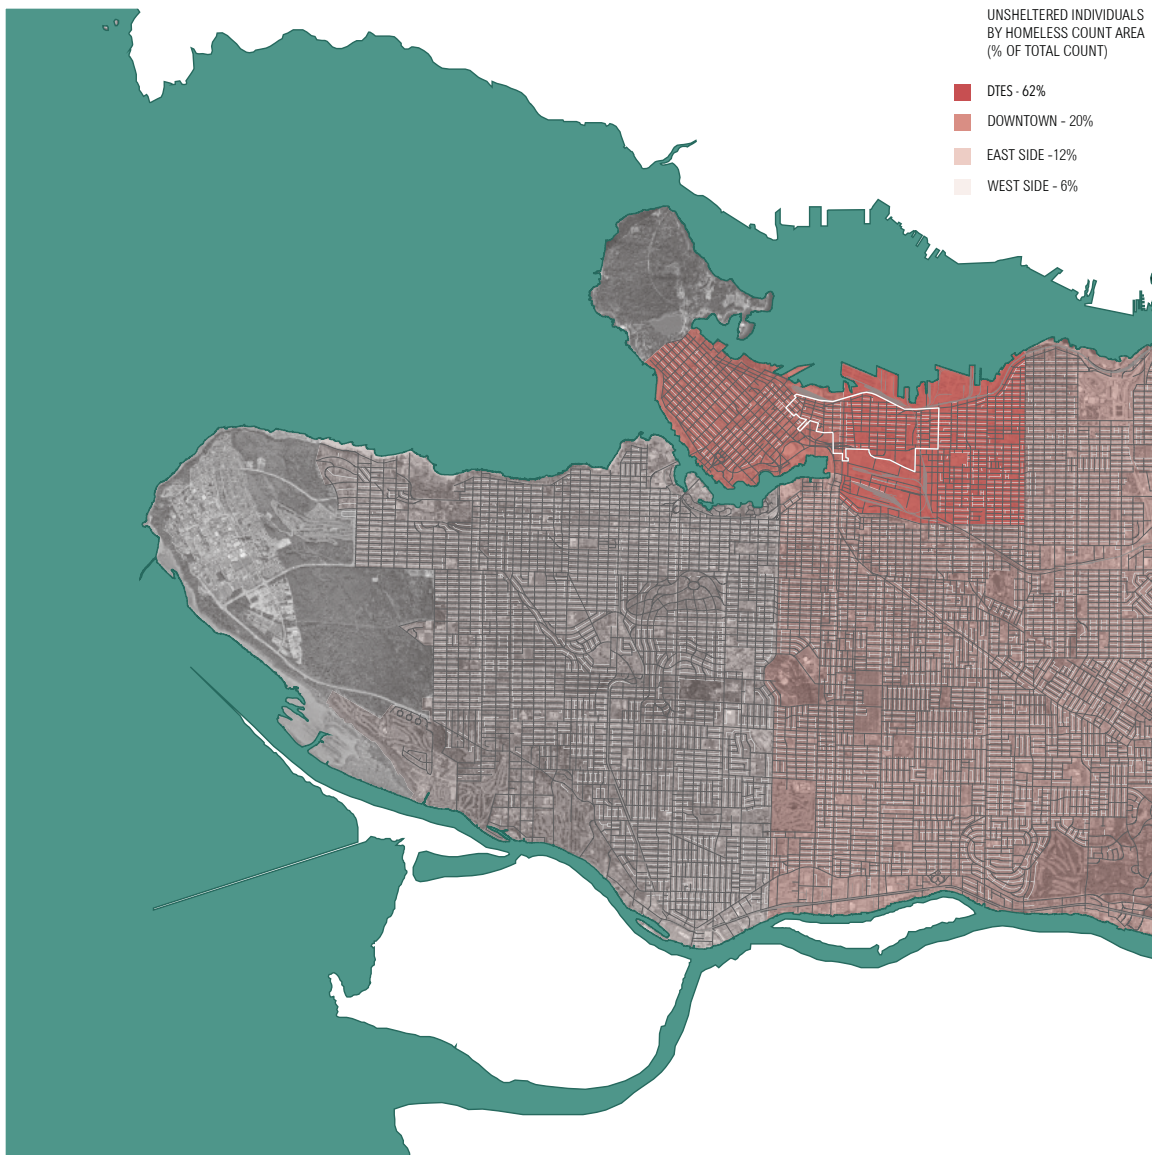 UNSHELTERED INDIVIDUALS
BY HOMELESS COUNT AREA
(% OF TOTAL COUNT)
DTES - 62%
DOWNTOWN - 20%
EAST SIDE -12%
WEST SIDE - 6%